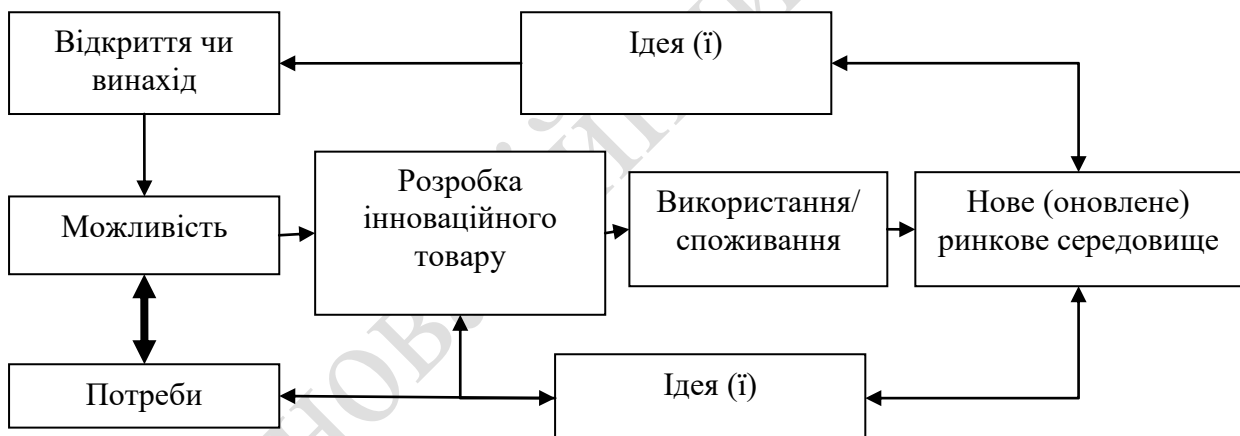 Відкриття чи
винахід
Ідея (ї)
Можливість
Розробка
інноваційного
товару
Використання/
споживання
Нове (оновлене)
ринкове середовище
Потреби
Ідея (ї)